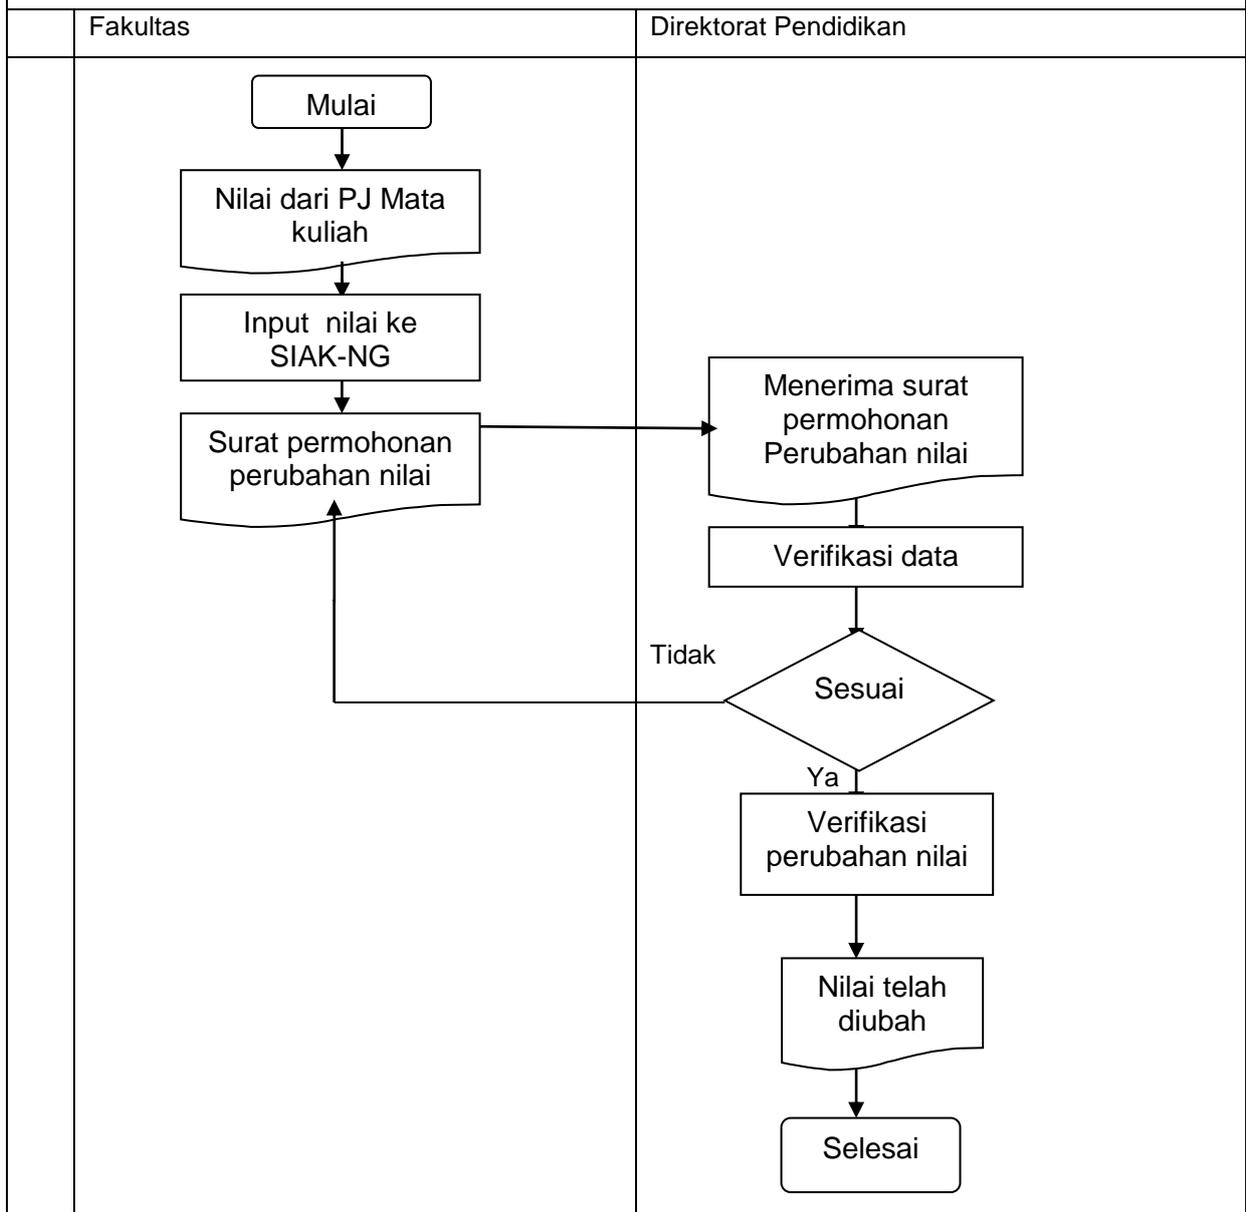 Fakultas
Direktorat Pendidikan
Mulai
Nilai dari PJ Mata
kuliah
Input  nilai ke
SIAK-NG
Surat permohonan
perubahan nilai
Menerima surat
permohonan
Perubahan nilai
Verifikasi data
Tidak
Sesuai
Ya
Verifikasi
perubahan nilai
Nilai telah
diubah
Selesai